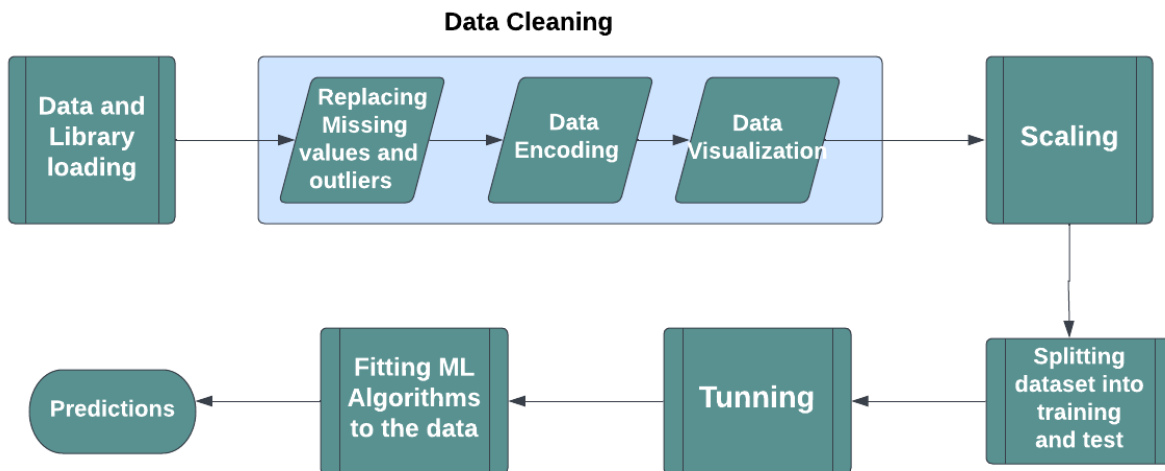 Data Cleaning
Data and
Library
loading
Replacing
Missing
values and
outliers
Data
Encoding
Data
Visualization
Scaling
Splitting
dataset into
training
and test
Tunning
Fitting ML
Algorithms
to the data
Predictions